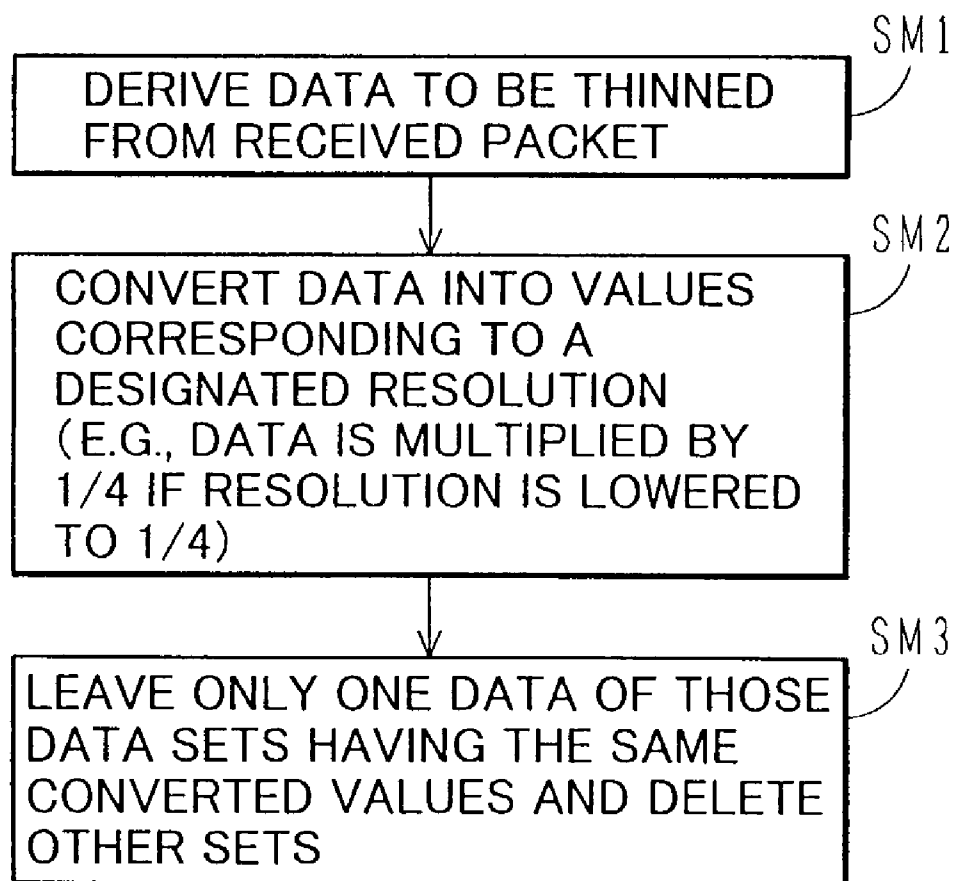 SM1
DERIVE DATA TO BE THINNED
FROM RECEIVED PACKET
SM2
CONVERT DATA INTO VALUES
CORRESPONDING TO A
DESIGNATED RESOLUTION
(E.G., DATA IS MULTIPLIED BY
1/4 IF RESOLUTION IS LOWERED
TO 1/4)
SM3
LEAVE ONLY ONE DATA OF THOSE
DATA SETS HAVING THE SAME
CONVERTED VALUES AND DELETE
OTHER SETS